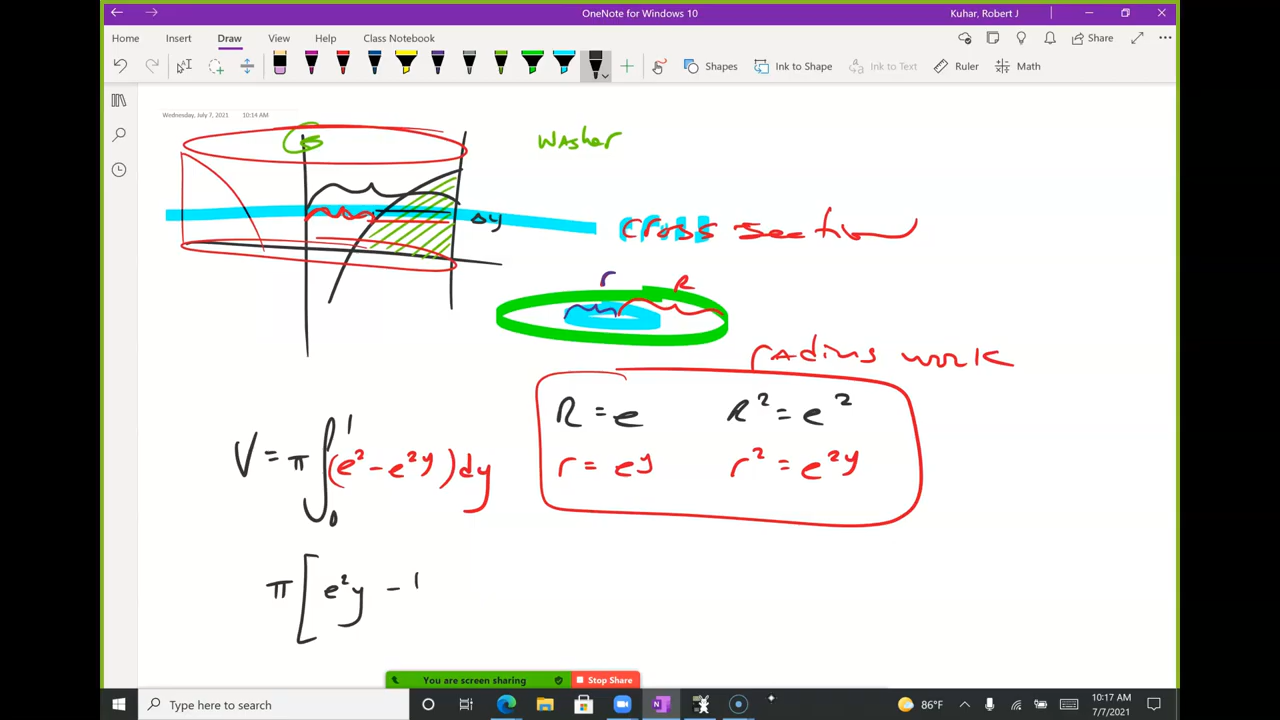 OneNote for Windows 10
Kuhar, Robert J
Home Insert Draw View Help Class Notebook
Share
Shapes Ink to Shape Ink to Text Ruler Math
Wednesday, July 7, 2021 10:14 AM
washer
Δy
cross section
r R
radius work
R = e R² = e²
r = e^y r² = e^2y
V = π ∫₀¹ (e² - e^2y) dy
π [ e²y - 1
You are screen sharing Stop Share
Type here to search
86°F
10:17 AM
7/7/2021